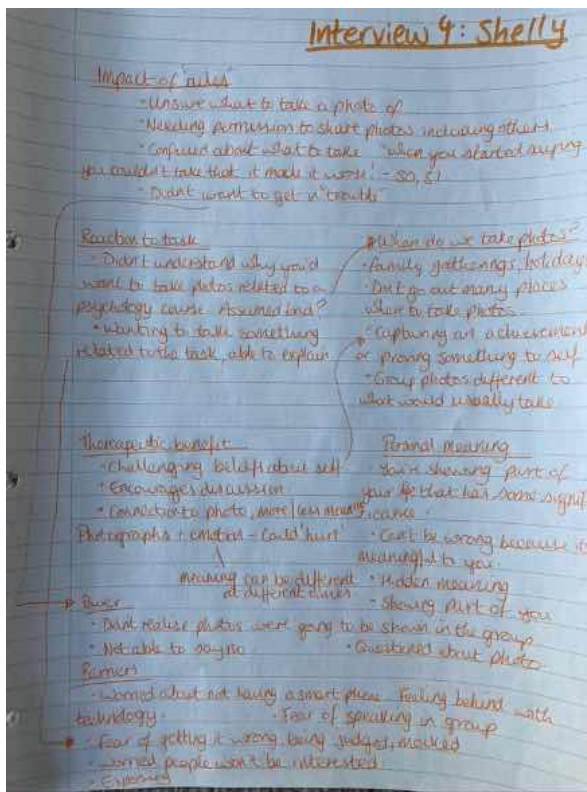 Interview 4: Shelly
Impact of 'rules'
- Unsure what to take a photo of
- Needing permission to share photos including others
- Confused about what to take "when you started saying
you couldn't take that it made it worse" - 50, 51
- Didn't want to get in "trouble"
Reaction to task
- Didn't understand why you'd
want to take photos related to a
psychology course. Assumed bad?
- Wanting to take something
related to the task, able to explain
When do we take photos?
- Family gatherings, holidays
- Don't go out many places
where to take photos
- Capturing an achievement
or proving something to self
- Group photos different to
what would usually take
Therapeutic benefit
- Challenging beliefs about self
+ Encourages discussion
- Connection to photo, more/less meaning
Photographs + emotion - Could 'hurt'
meaning can be different
at different times
Personal meaning
- You're showing part of
your life that has some signif-
icance
- Can't be wrong because it's
meaningful to you
- Hidden meaning
- Showing part of you
- Questioned about photo
Power
- Didn't realise photos were going to be shown in the group
- Not able to say no
Barriers
- Worried about not having a smart phone. Feeling behind with
technology. - Fear of speaking in group
- Fear of getting it wrong, being judged, mocked
- Worried people won't be interested
- Exposing